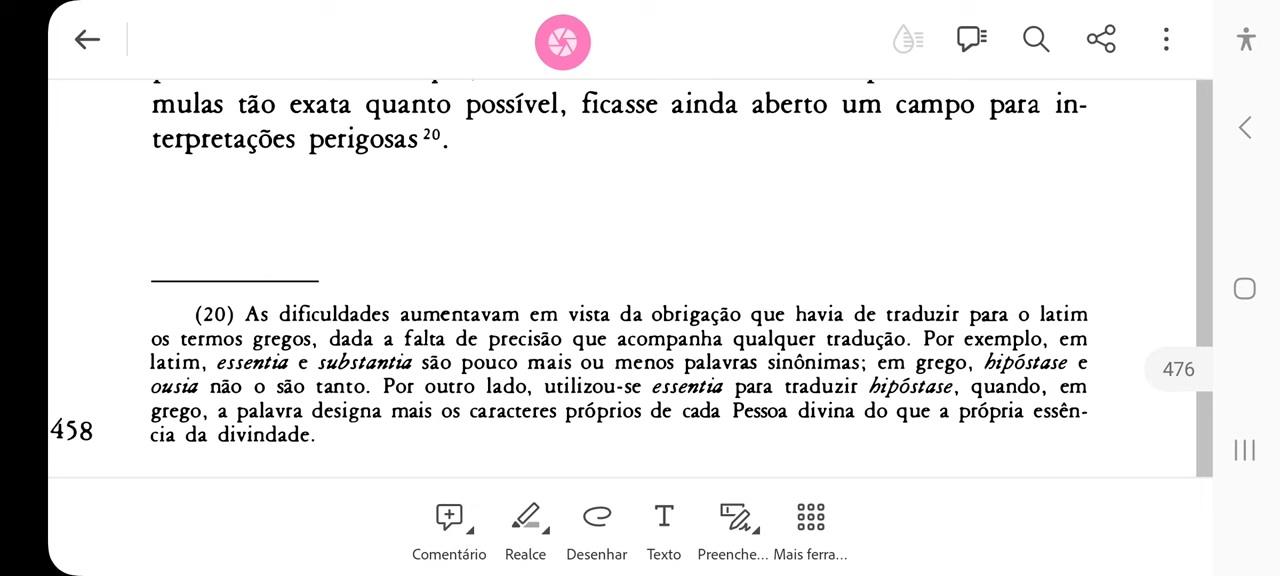 mulas tão exata quanto possível, ficasse ainda aberto um campo para in-
terpretações perigosas 20.
(20) As dificuldades aumentavam em vista da obrigação que havia de traduzir para o latim
os termos gregos, dada a falta de precisão que acompanha qualquer tradução. Por exemplo, em
latim, essentia e substantia são pouco mais ou menos palavras sinônimas; em grego, hipóstase e
ousia não o são tanto. Por outro lado, utilizou-se essentia para traduzir hipóstase, quando, em
grego, a palavra designa mais os caracteres próprios de cada Pessoa divina do que a própria essên-
cia da divindade.
458
476
Comentário Realce Desenhar Texto Preenche... Mais ferra...